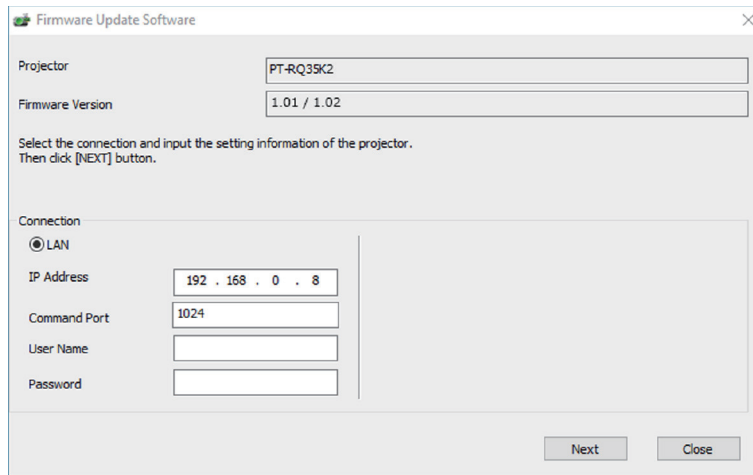 Firmware Update Software
Projector PT-RQ35K2
Firmware Version 1.01 / 1.02
Select the connection and input the setting information of the projector.
Then click [NEXT] button.
Connection
LAN
IP Address 192 . 168 . 0 . 8
Command Port 1024
User Name
Password
Next Close